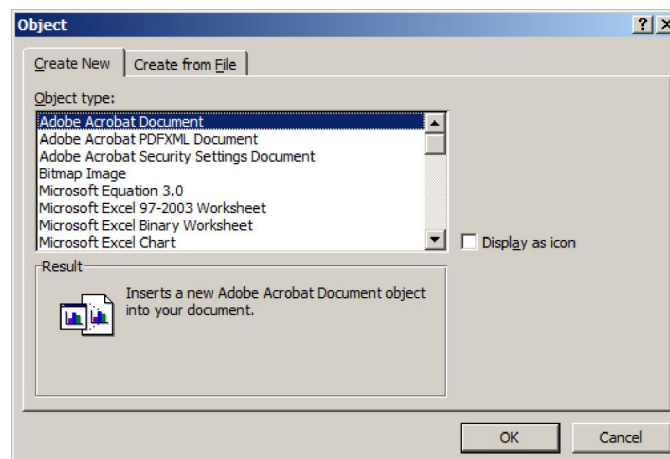 Object
Create New
Create from File
Object type:
Adobe Acrobat Document
Adobe Acrobat PDFXML Document
Adobe Acrobat Security Settings Document
Bitmap Image
Microsoft Equation 3.0
Microsoft Excel 97-2003 Worksheet
Microsoft Excel Binary Worksheet
Microsoft Excel Chart
Display as icon
Result
Inserts a new Adobe Acrobat Document object
into your document.
OK
Cancel